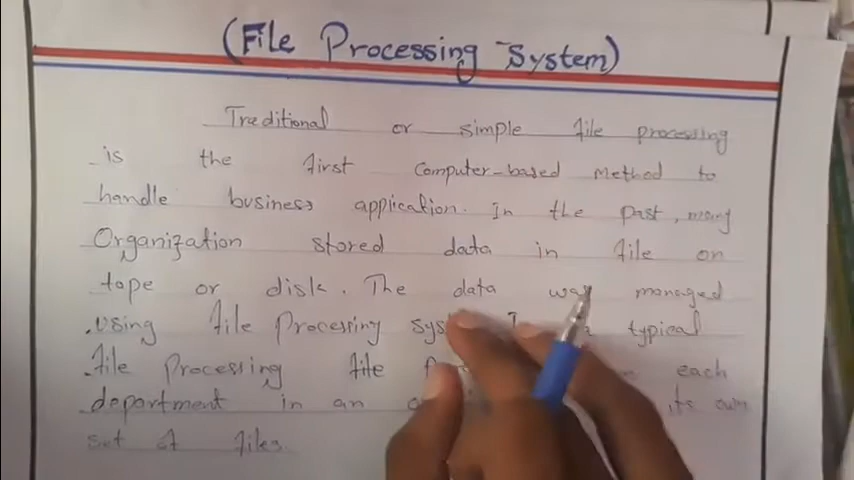 (File Processing System)
Traditional or simple file processing
is the first Computer-based Method to
handle business application. In the past, many
Organization stored data in file on
tape or disk. The data was managed
using file Processing sys typical
file Processing file each
department in an its own
set of files.